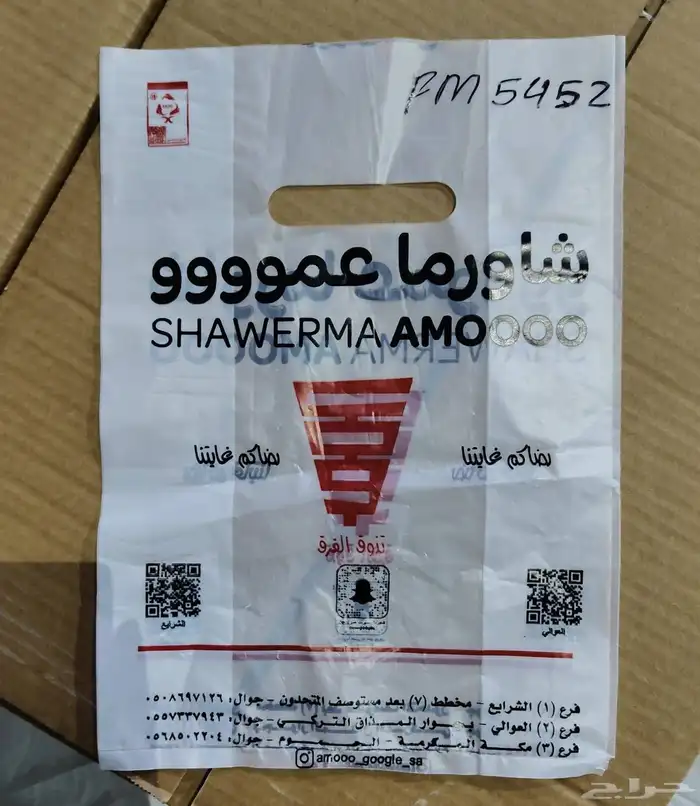 FM 5452
شاورما عموووو
SHAWERMA AMOOOO
رضاكم غايتنا
رضاكم غايتنا
تذوق الفرق
الشرايع
العوالي
فرع (١) الشرايع - مخطط (٧) بعد مستوصف المتحدون - جوال: ٠٥٠٨٦٩٧١٢٦
فرع (٢) العوالي - بجوار المذاق التركي - جوال: ٠٥٥٧٣٣٧٩٤٣
فرع (٣) مكة المكرمة - الجموم - جوال: ٠٥٦٨٥٠٢٢٠٤
amooo_google_sa
حراج